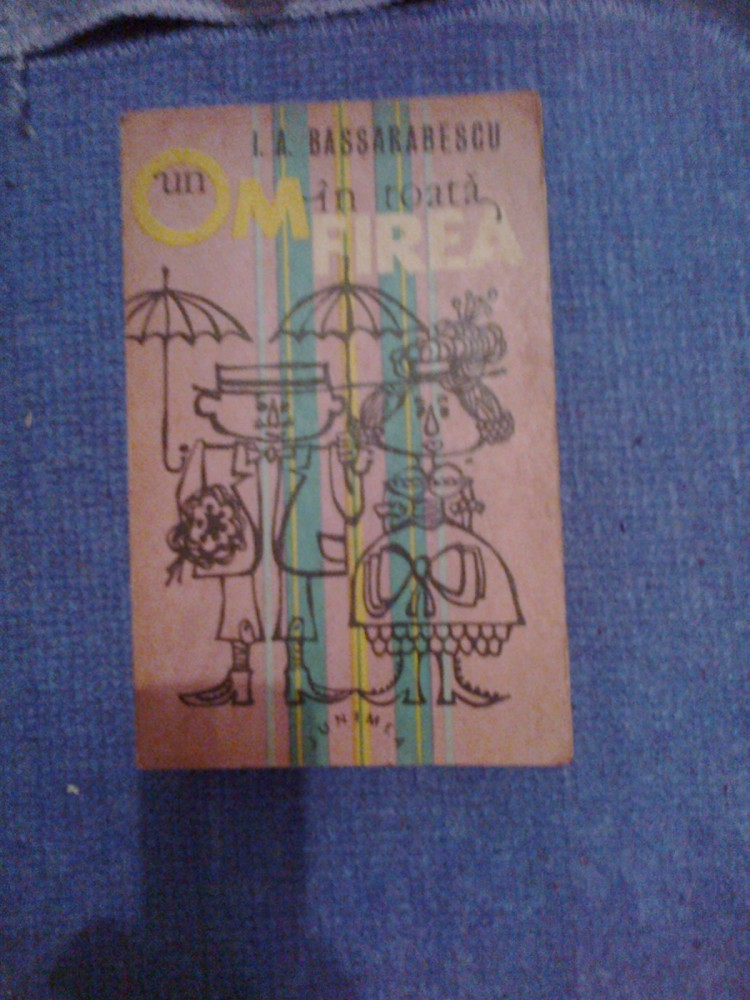 I. A. BASSARABESCU
un OM în toată
FIREA
JUNIMEA